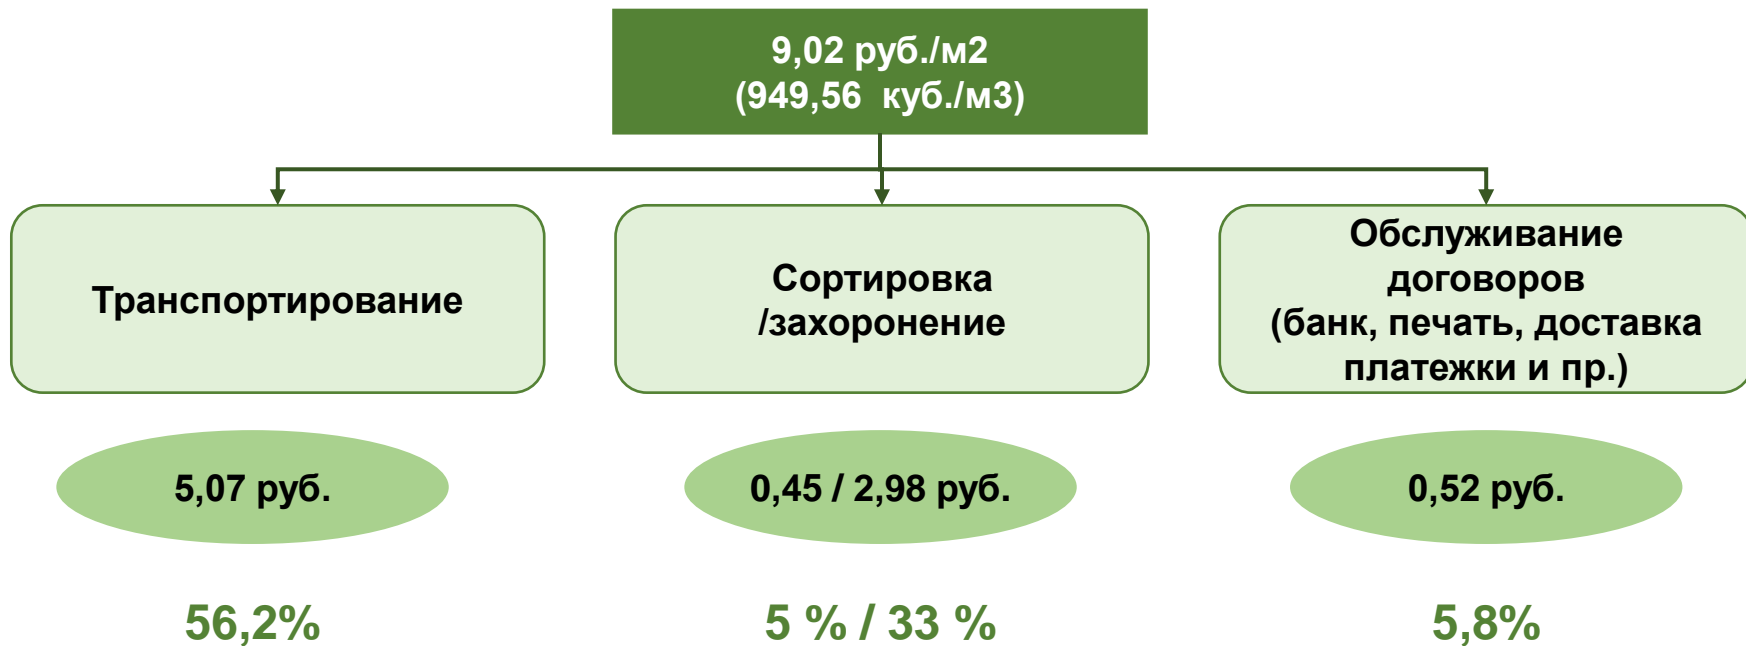 9,02 руб./м2
(949,56 куб./м3)
Транспортирование
Сортировка
/захоронение
Обслуживание
договоров
(банк, печать, доставка
платежки и пр.)
5,07 руб.
0,45 / 2,98 руб.
0,52 руб.
56,2%
5 % / 33 %
5,8%